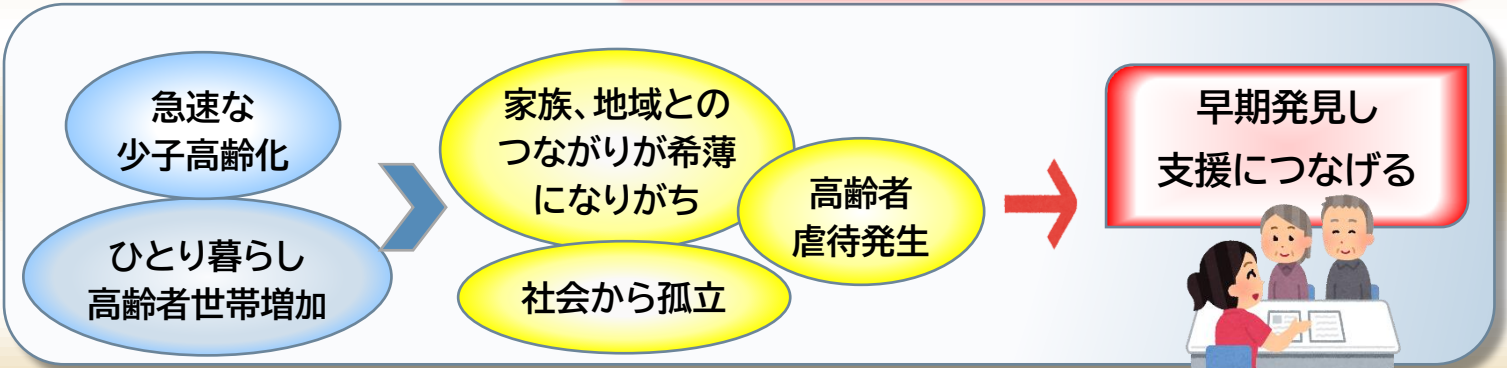 急速な
少子高齢化
ひとり暮らし
高齢者世帯増加
家族、地域との
つながりが希薄
になりがち
社会から孤立
高齢者
虐待発生
早期発見し
支援につなげる